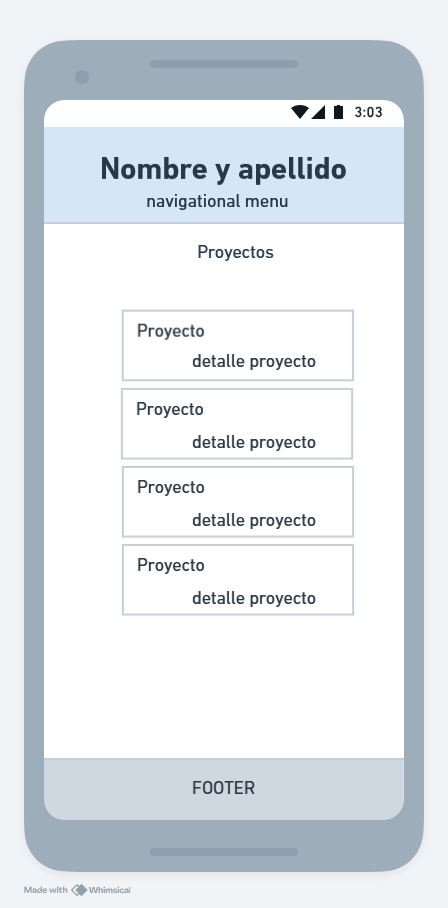 3:03
Nombre y apellido
navigational menu
Proyectos
Proyecto
detalle proyecto
Proyecto
detalle proyecto
Proyecto
detalle proyecto
Proyecto
detalle proyecto
FOOTER
Made with Whimsical